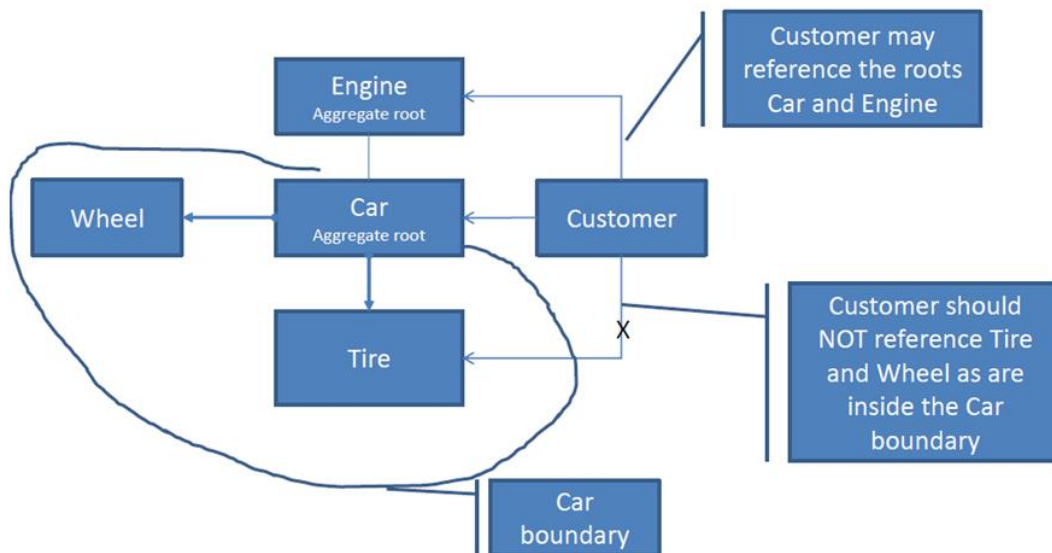 Customer may
reference the roots
Car and Engine
Engine
Aggregate root
Wheel
Car
Aggregate root
Customer
Tire
X
Customer should
NOT reference Tire
and Wheel as are
inside the Car
boundary
Car
boundary